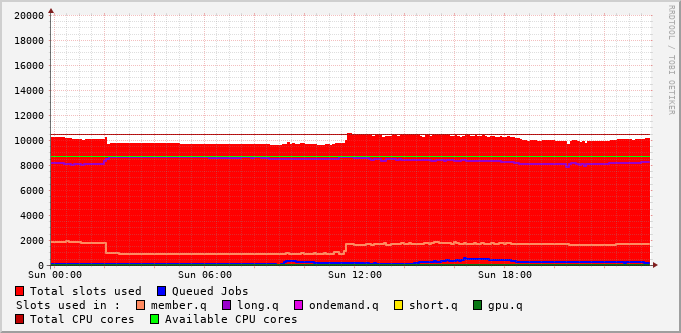 20000
18000
16000
14000
12000
10000
8000
6000
4000
2000
0
Sun 00:00 Sun 06:00 Sun 12:00 Sun 18:00
Total slots used Queued Jobs
Slots used in : member.q long.q ondemand.q short.q gpu.q
Total CPU cores Available CPU cores
RRDTOOL / TOBI OETIKER